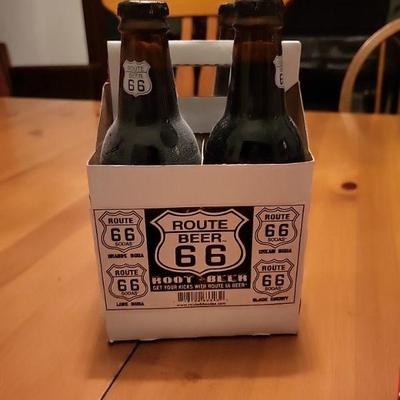 ROUTE
BEER
66
ROUTE
66
SODAS
ORANGE SODA
ROUTE
66
SODAS
LIME SODA
ROUTE
BEER
66
ROOT BEER
GET YOUR KICKS WITH ROUTE 66 BEER
ROUTE
66
SODAS
CREAM SODA
ROUTE
66
SODAS
BLACK CHERRY